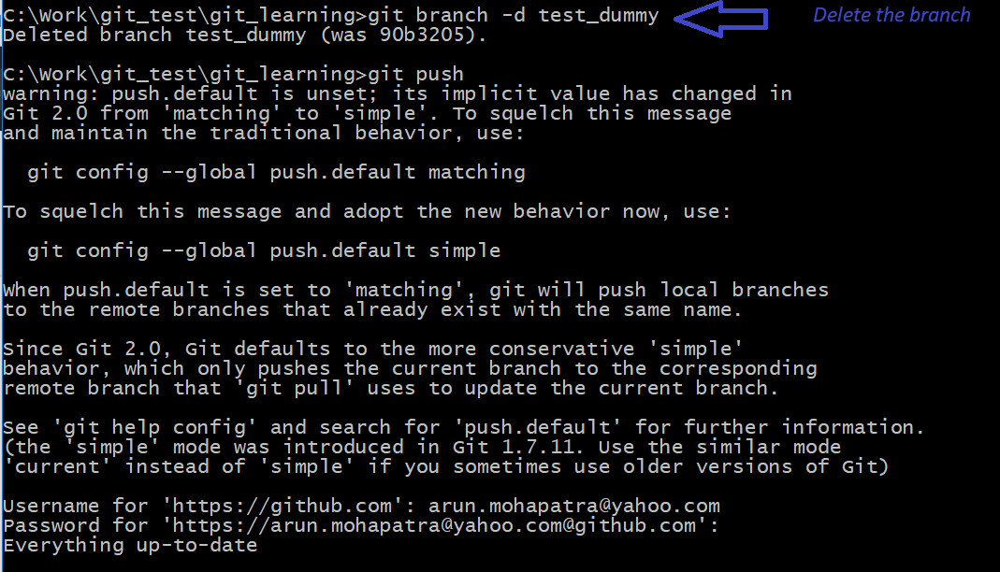 C:\Work\git_test\git_learning>git branch -d test_dummy
Delete the branch
Deleted branch test_dummy (was 90b3205).
C:\Work\git_test\git_learning>git push
warning: push.default is unset; its implicit value has changed in
Git 2.0 from 'matching' to 'simple'. To squelch this message
and maintain the traditional behavior, use:
git config --global push.default matching
To squelch this message and adopt the new behavior now, use:
git config --global push.default simple
When push.default is set to 'matching', git will push local branches
to the remote branches that already exist with the same name.
Since Git 2.0, Git defaults to the more conservative 'simple'
behavior, which only pushes the current branch to the corresponding
remote branch that 'git pull' uses to update the current branch.
See 'git help config' and search for 'push.default' for further information.
(the 'simple' mode was introduced in Git 1.7.11. Use the similar mode
'current' instead of 'simple' if you sometimes use older versions of Git)
Username for 'https://github.com': arun.mohapatra@yahoo.com
Password for 'https://arun.mohapatra@yahoo.com@github.com':
Everything up-to-date